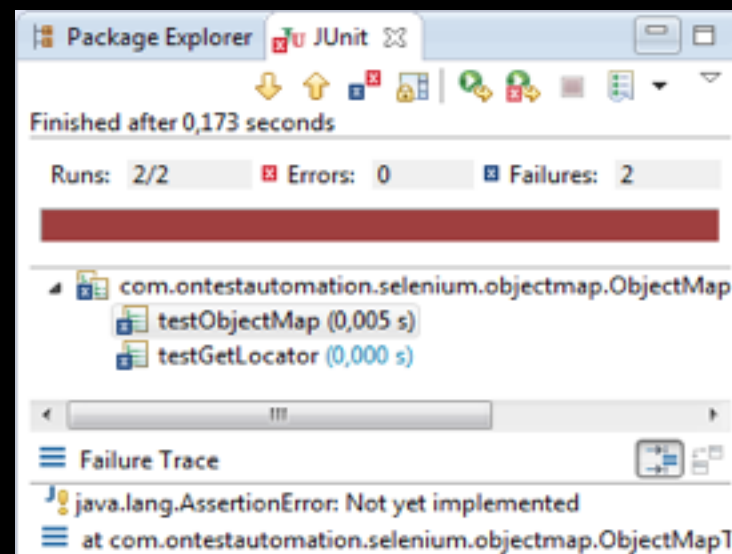 Package Explorer JUnit
Finished after 0,173 seconds
Runs: 2/2 Errors: 0 Failures: 2
com.ontestautomation.selenium.objectmap.ObjectMap
testObjectMap (0,005 s)
testGetLocator (0,000 s)
Failure Trace
java.lang.AssertionError: Not yet implemented
at com.ontestautomation.selenium.objectmap.ObjectMapT